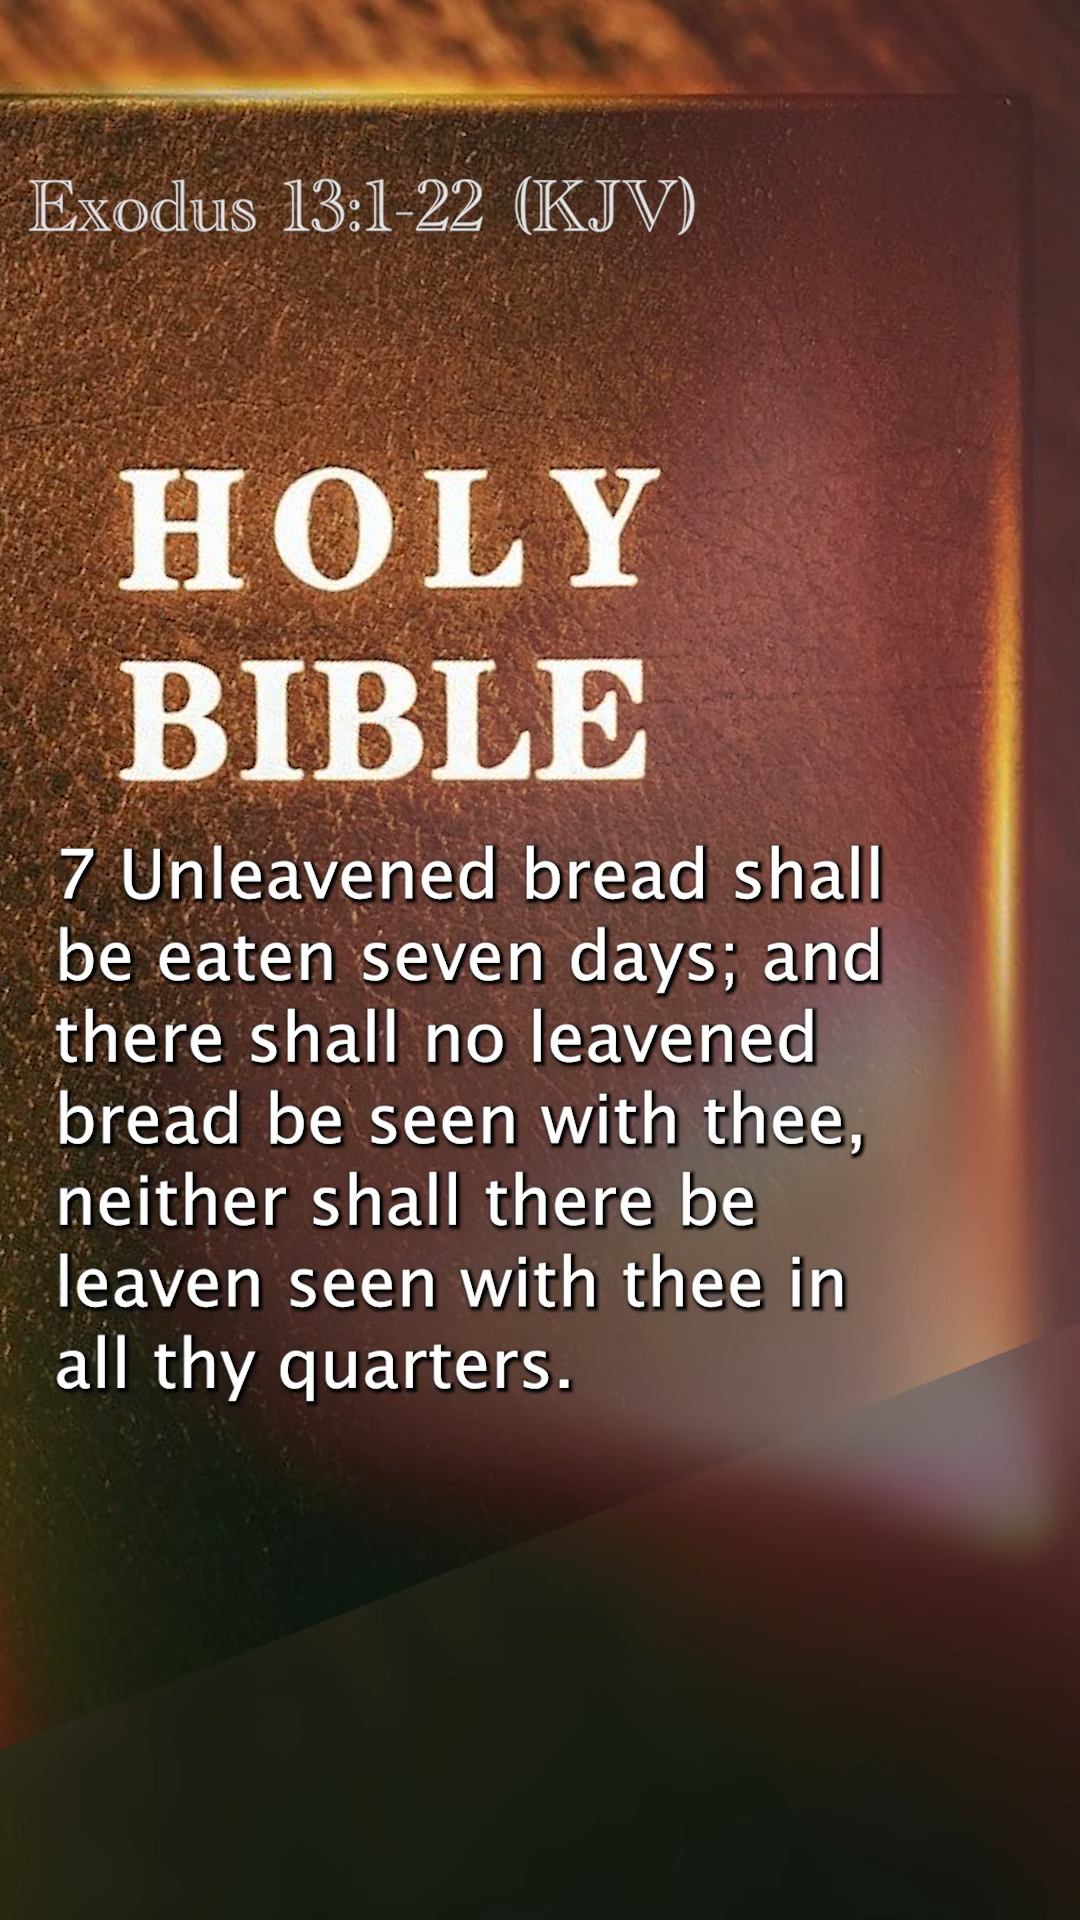 Exodus 13:1-22 (KJV)
HOLY
BIBLE
7 Unleavened bread shall
be eaten seven days; and
there shall no leavened
bread be seen with thee,
neither shall there be
leaven seen with thee in
all thy quarters.